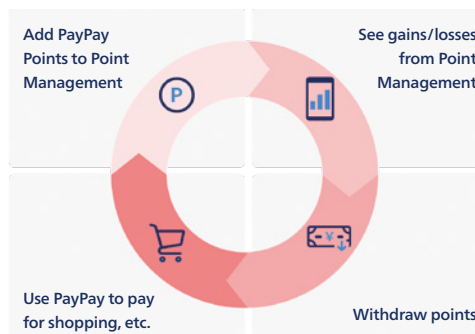 Add PayPay
Points to Point
Management
See gains/losses
from Point
Management
P
¥
Use PayPay to pay
for shopping, etc.
Withdraw points